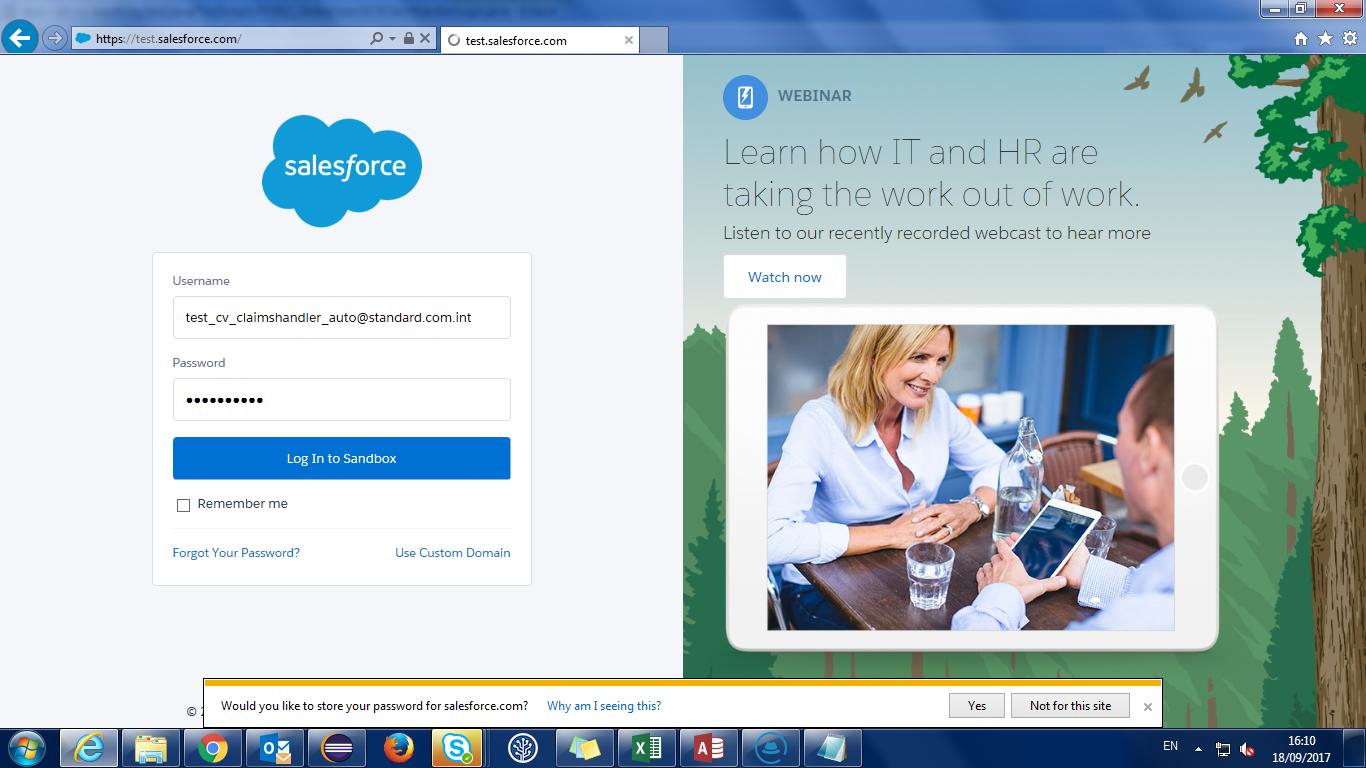 https://test.salesforce.com/
test.salesforce.com
salesforce
Username
test_cv_claimshandler_auto@standard.com.int
Password
Log In to Sandbox
Remember me
Forgot Your Password?
Use Custom Domain
WEBINAR
Learn how IT and HR are
taking the work out of work.
Listen to our recently recorded webcast to hear more
Watch now
©
Would you like to store your password for salesforce.com?
Why am I seeing this?
Yes
Not for this site
EN
16:10
18/09/2017